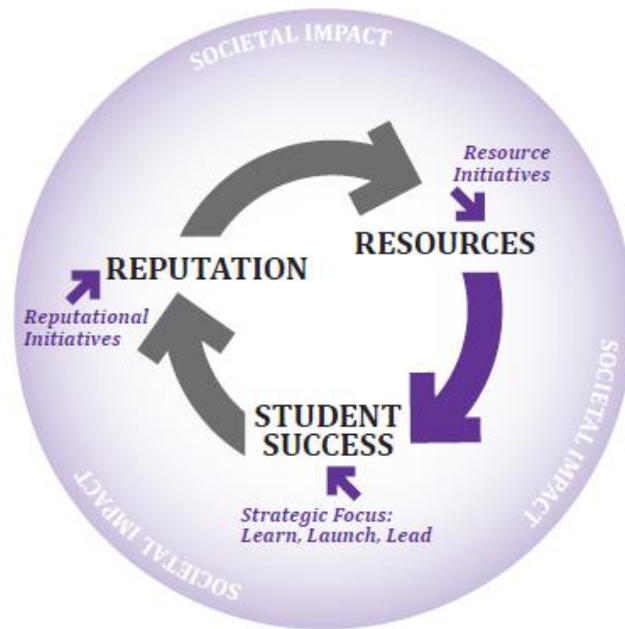 SOCIETAL IMPACT
Resource
Initiatives
RESOURCES
REPUTATION
Reputational
Initiatives
STUDENT
SUCCESS
Strategic Focus:
Learn, Launch, Lead
SOCIETAL IMPACT
SOCIETAL IMPACT